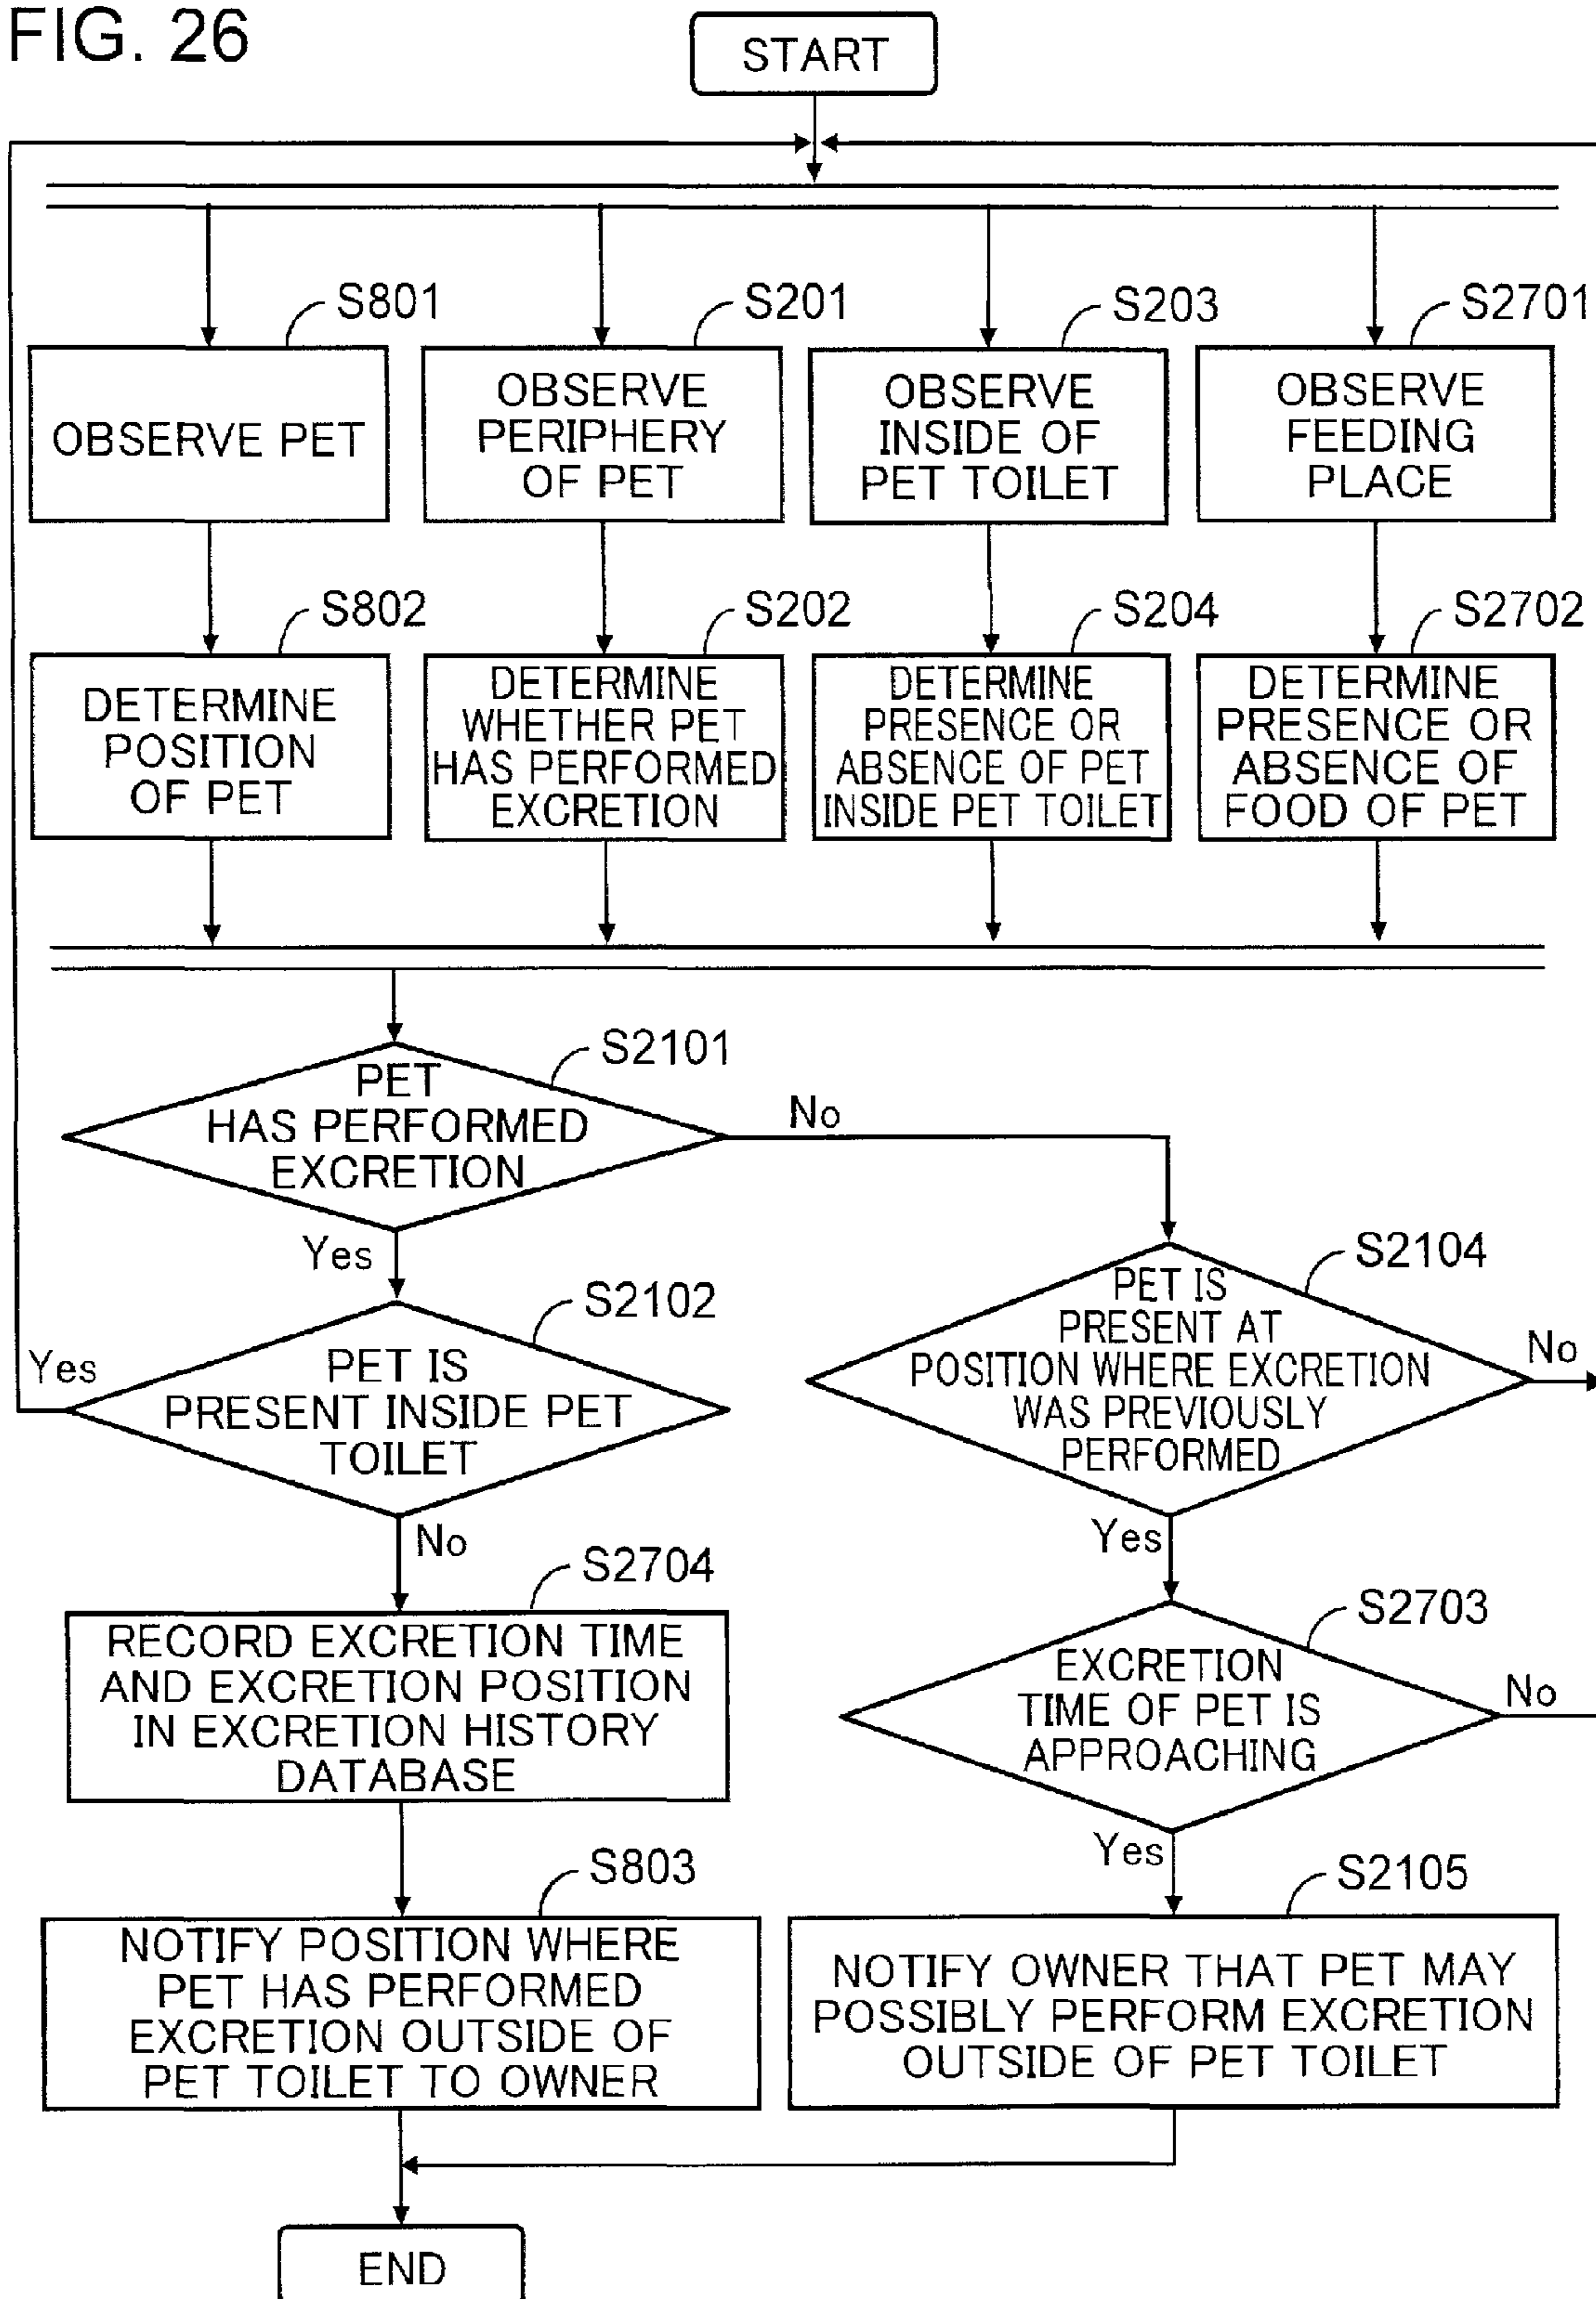 FIG. 26
START
S801
S201
S203
S2701
OBSERVE PET
OBSERVE
PERIPHERY
OF PET
OBSERVE
INSIDE OF
PET TOILET
OBSERVE
FEEDING
PLACE
S802
S202
S204
S2702
DETERMINE
POSITION
OF PET
DETERMINE
WHETHER PET
HAS PERFORMED
EXCRETION
DETERMINE
PRESENCE OR
ABSENCE OF PET
INSIDE PET TOILET
DETERMINE
PRESENCE OR
ABSENCE OF
FOOD OF PET
S2101
PET
HAS PERFORMED
EXCRETION
No
Yes
S2102
PET IS
PRESENT INSIDE PET
TOILET
Yes
No
S2104
PET IS
PRESENT AT
POSITION WHERE EXCRETION
WAS PREVIOUSLY
PERFORMED
No
Yes
S2704
RECORD EXCRETION TIME
AND EXCRETION POSITION
IN EXCRETION HISTORY
DATABASE
S2703
EXCRETION
TIME OF PET IS
APPROACHING
No
Yes
S803
NOTIFY POSITION WHERE
PET HAS PERFORMED
EXCRETION OUTSIDE OF
PET TOILET TO OWNER
S2105
NOTIFY OWNER THAT PET MAY
POSSIBLY PERFORM EXCRETION
OUTSIDE OF PET TOILET
END